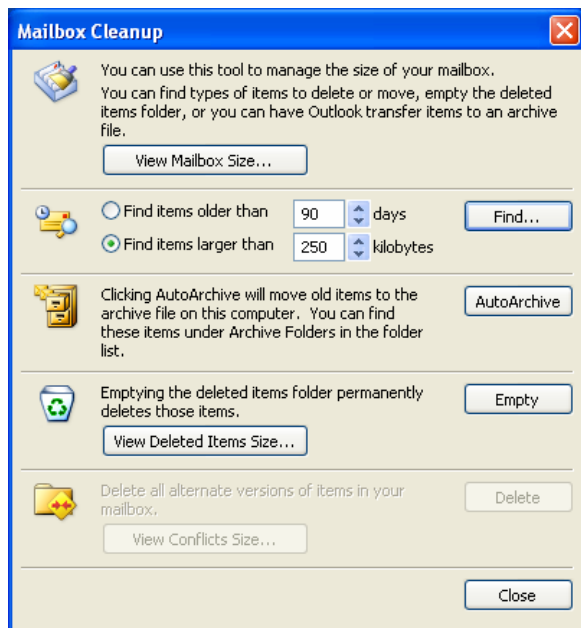 Mailbox Cleanup
You can use this tool to manage the size of your mailbox.
You can find types of items to delete or move, empty the deleted
items folder, or you can have Outlook transfer items to an archive
file.
View Mailbox Size...
Find items older than 90 days Find...
Find items larger than 250 kilobytes
Clicking AutoArchive will move old items to the AutoArchive
archive file on this computer.  You can find
these items under Archive Folders in the folder
list.
Emptying the deleted items folder permanently Empty
deletes those items.
View Deleted Items Size...
Delete all alternate versions of items in your Delete
mailbox.
View Conflicts Size...
Close